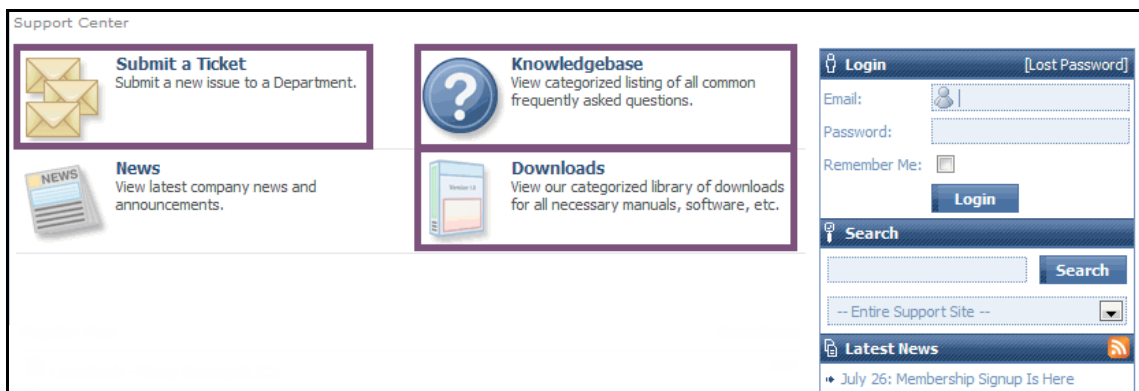 Support Center
Submit a Ticket
Submit a new issue to a Department.
Knowledgebase
View categorized listing of all common
frequently asked questions.
NEWS
News
View latest company news and
announcements.
Version 1.0
Downloads
View our categorized library of downloads
for all necessary manuals, software, etc.
Login [Lost Password]
Email:
Password:
Remember Me:
Login
Search
Search
-- Entire Support Site --
Latest News
July 26: Membership Signup Is Here